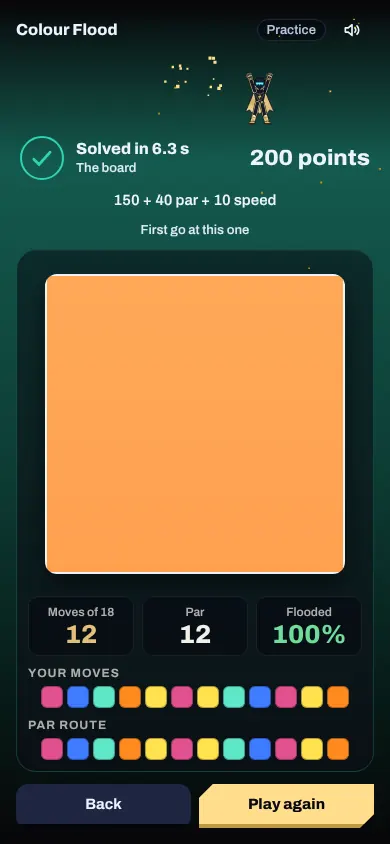 Colour Flood
Practice
Solved in 6.3 s
The board
200 points
150 + 40 par + 10 speed
First go at this one
Moves of 18
12
Par
12
Flooded
100%
YOUR MOVES
PAR ROUTE
Back
Play again